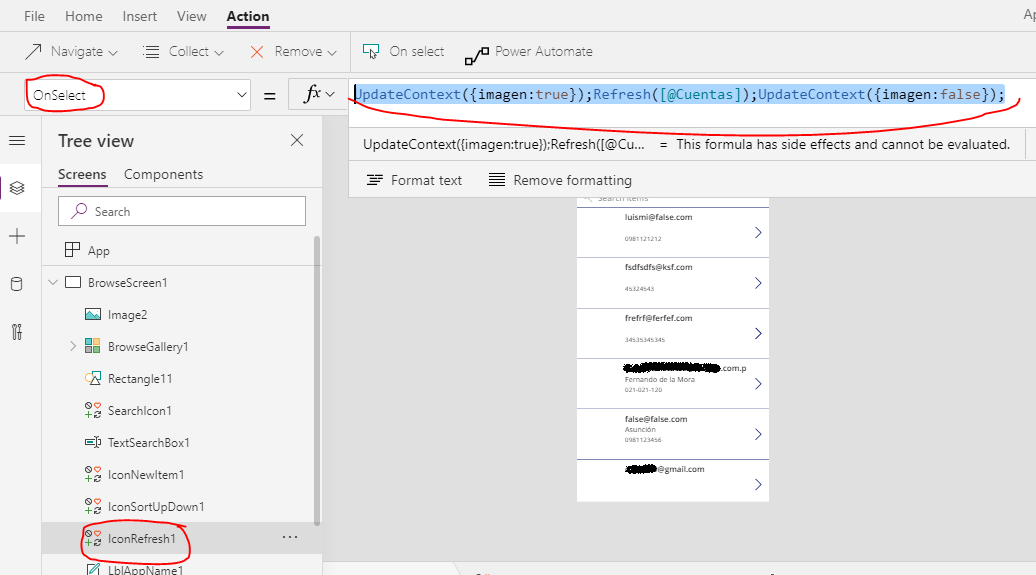 File Home Insert View Action Ap
Navigate Collect Remove On select Power Automate
OnSelect = fx UpdateContext({imagen:true});Refresh([@Cuentas]);UpdateContext({imagen:false});
UpdateContext({imagen:true});Refresh([@Cu... = This formula has side effects and cannot be evaluated.
Format text Remove formatting
Tree view
Screens Components
Search
App
BrowseScreen1
Image2
BrowseGallery1
Rectangle11
SearchIcon1
TextSearchBox1
IconNewItem1
IconSortUpDown1
IconRefresh1 ...
LblAppName1
Search items
luismi@false.com
0981121212
fsdfsdfs@ksf.com
45324543
frefrf@ferfef.com
34535345345
.com.p
Fernando de la Mora
021-021-120
false@false.com
Asunción
0981123456
@gmail.com